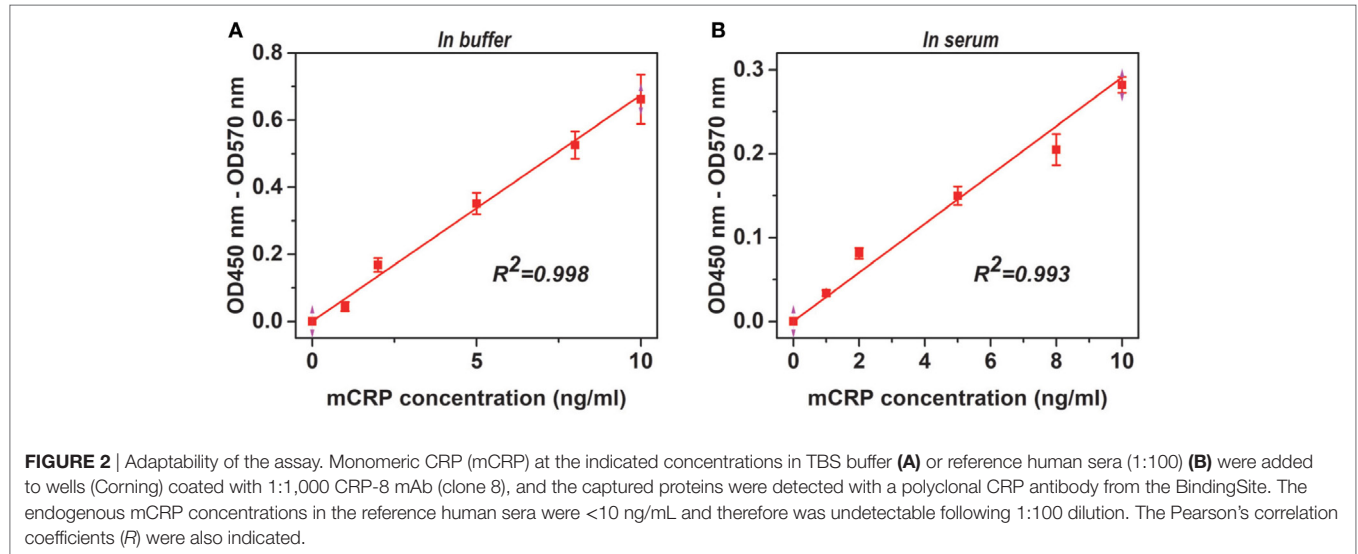 A
In buffer
0.8
0.6
0.4
0.2
0.0
OD450 nm - OD570 nm
R²=0.998
0
5
10
mCRP concentration (ng/ml)
B
In serum
0.3
0.2
0.1
0.0
OD450 nm - OD570 nm
R²=0.993
0
2
4
6
8
10
mCRP concentration (ng/ml)
FIGURE 2 | Adaptability of the assay. Monomeric CRP (mCRP) at the indicated concentrations in TBS buffer (A) or reference human sera (1:100) (B) were added
to wells (Corning) coated with 1:1,000 CRP-8 mAb (clone 8), and the captured proteins were detected with a polyclonal CRP antibody from the BindingSite. The
endogenous mCRP concentrations in the reference human sera were <10 ng/mL and therefore was undetectable following 1:100 dilution. The Pearson's correlation
coefficients (R) were also indicated.